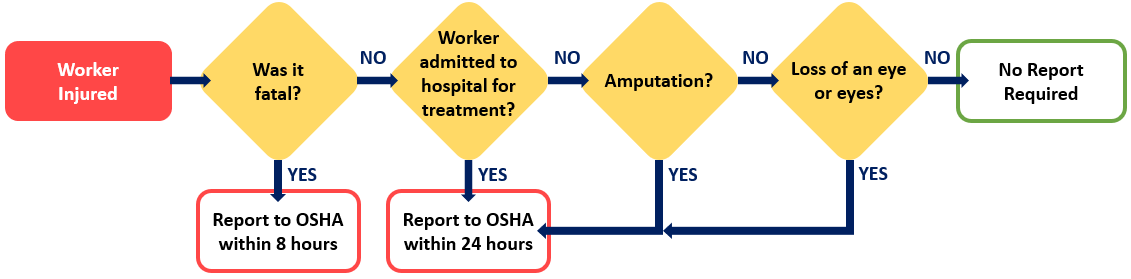 Worker
Injured
Was it
fatal?
NO
YES
Report to OSHA
within 8 hours
Worker
admitted to
hospital for
treatment?
NO
YES
Report to OSHA
within 24 hours
Amputation?
NO
YES
Loss of an eye
or eyes?
NO
YES
No Report
Required